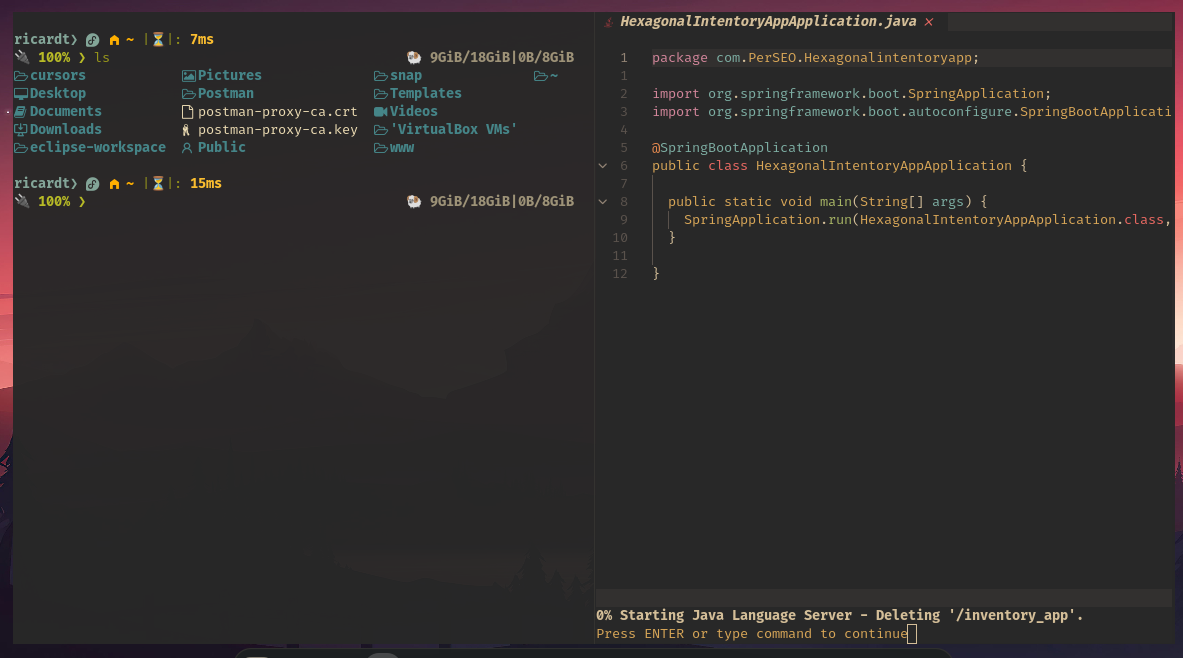 ricardt❯ ~ |⏳|: 7ms
100% ❯ ls 9GiB/18GiB|0B/8GiB
cursors Pictures snap ~
Desktop Postman Templates
Documents postman-proxy-ca.crt Videos
Downloads postman-proxy-ca.key 'VirtualBox VMs'
eclipse-workspace Public www
ricardt❯ ~ |⏳|: 15ms
100% ❯ 9GiB/18GiB|0B/8GiB
HexagonalIntentoryAppApplication.java ×
1 package com.PerSEO.Hexagonalintentoryapp;
1
2 import org.springframework.boot.SpringApplication;
3 import org.springframework.boot.autoconfigure.SpringBootApplicati
4
5 @SpringBootApplication
6 public class HexagonalIntentoryAppApplication {
7
8 public static void main(String[] args) {
9 SpringApplication.run(HexagonalIntentoryAppApplication.class,
10 }
11
12 }
0% Starting Java Language Server - Deleting '/inventory_app'.
Press ENTER or type command to continue